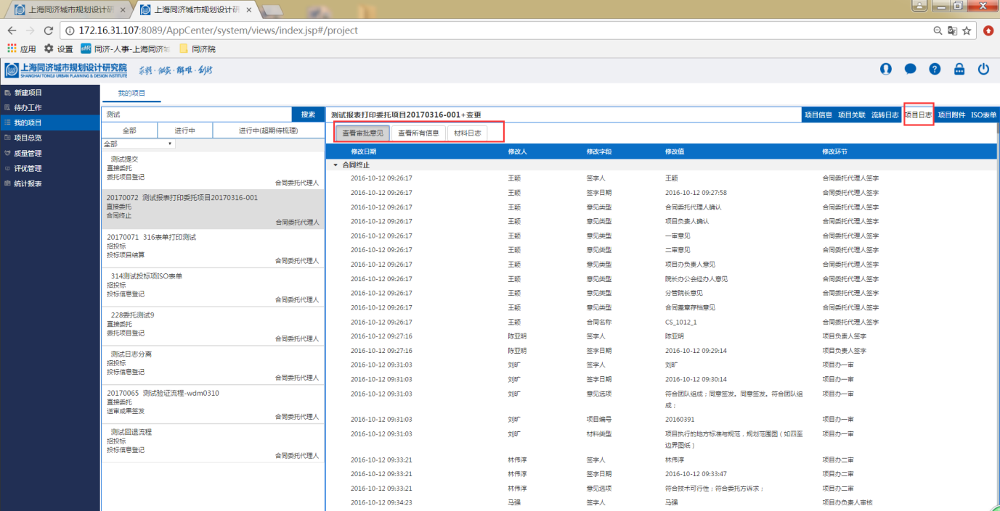 上海同济城市规划设计研
上海同济城市规划设计研
172.16.31.107:8089/AppCenter/system/views/index.jsp#/project
应用 设置 eHR 同济-人事-上海同济城 同济院
上海同济城市规划设计研究院
SHANGHAI TONGJI URBAN PLANNING & DESIGN INSTITUTE
新建项目
待办工作
我的项目
项目总览
质量管理
评优管理
统计报表
我的项目
测试 搜索
全部 进行中 进行中(超期待梳理)
全部
测试提交
直接委托
委托项目登记
合同委托代理人
20170072 测试报表打印委托项目20170316-001
直接委托
合同终止
合同委托代理人
20170071 316表单打印测试
招投标
投标项目结算
合同委托代理人
314测试投标项ISO表单
招投标
投标信息登记
合同委托代理人
228委托测试9
直接委托
委托项目登记
合同委托代理人
测试日志分离
招投标
投标信息登记
合同委托代理人
20170065 测试验证流程-wdm0310
直接委托
送审成果签发
合同委托代理人
测试回退流程
招投标
投标信息登记
合同委托代理人
测试报表打印委托项目20170316-001+变更
项目信息 项目关联 流转日志 项目日志 项目附件 ISO表单
查看审批意见 查看所有信息 材料日志
修改日期 修改人 修改字段 修改值 修改环节
合同终止
2016-10-12 09:26:17 王颖 签字人 王颖 合同委托代理人签字
2016-10-12 09:26:17 王颖 签字日期 2016-10-12 09:27:58 合同委托代理人签字
2016-10-12 09:26:17 王颖 意见类型 合同委托代理人确认 合同委托代理人签字
2016-10-12 09:26:17 王颖 意见类型 项目负责人确认 合同委托代理人签字
2016-10-12 09:26:17 王颖 意见类型 一审意见 合同委托代理人签字
2016-10-12 09:26:17 王颖 意见类型 二审意见 合同委托代理人签字
2016-10-12 09:26:17 王颖 意见类型 项目办负责人意见 合同委托代理人签字
2016-10-12 09:26:17 王颖 意见类型 院长办公会经办人意见 合同委托代理人签字
2016-10-12 09:26:17 王颖 意见类型 分管院长意见 合同委托代理人签字
2016-10-12 09:26:17 王颖 意见类型 合同盖章存档意见 合同委托代理人签字
2016-10-12 09:26:17 王颖 合同名称 CS_1012_1 合同委托代理人签字
2016-10-12 09:27:16 陈亚明 签字人 陈亚明 项目负责人签字
2016-10-12 09:27:16 陈亚明 签字日期 2016-10-12 09:29:14 项目负责人签字
2016-10-12 09:31:03 刘旷 签字人 刘旷 项目办一审
2016-10-12 09:31:03 刘旷 签字日期 2016-10-12 09:30:14 项目办一审
2016-10-12 09:31:03 刘旷 意见选项 符合团队组成；同意签发。同意签发。符合团队组 项目办一审
成；
2016-10-12 09:31:03 刘旷 项目编号 20160391 项目办一审
2016-10-12 09:31:03 刘旷 材料类型 项目执行的地方标准与规范，规划范围图（如四至 项目办一审
边界图纸）
2016-10-12 09:33:21 林伟淳 签字人 林伟淳 项目办二审
2016-10-12 09:33:21 林伟淳 签字日期 2016-10-12 09:33:47 项目办二审
2016-10-12 09:33:21 林伟淳 意见选项 符合技术可行性；符合委托方诉求； 项目办二审
2016-10-12 09:34:23 马强 签字人 马强 项目办负责人审核